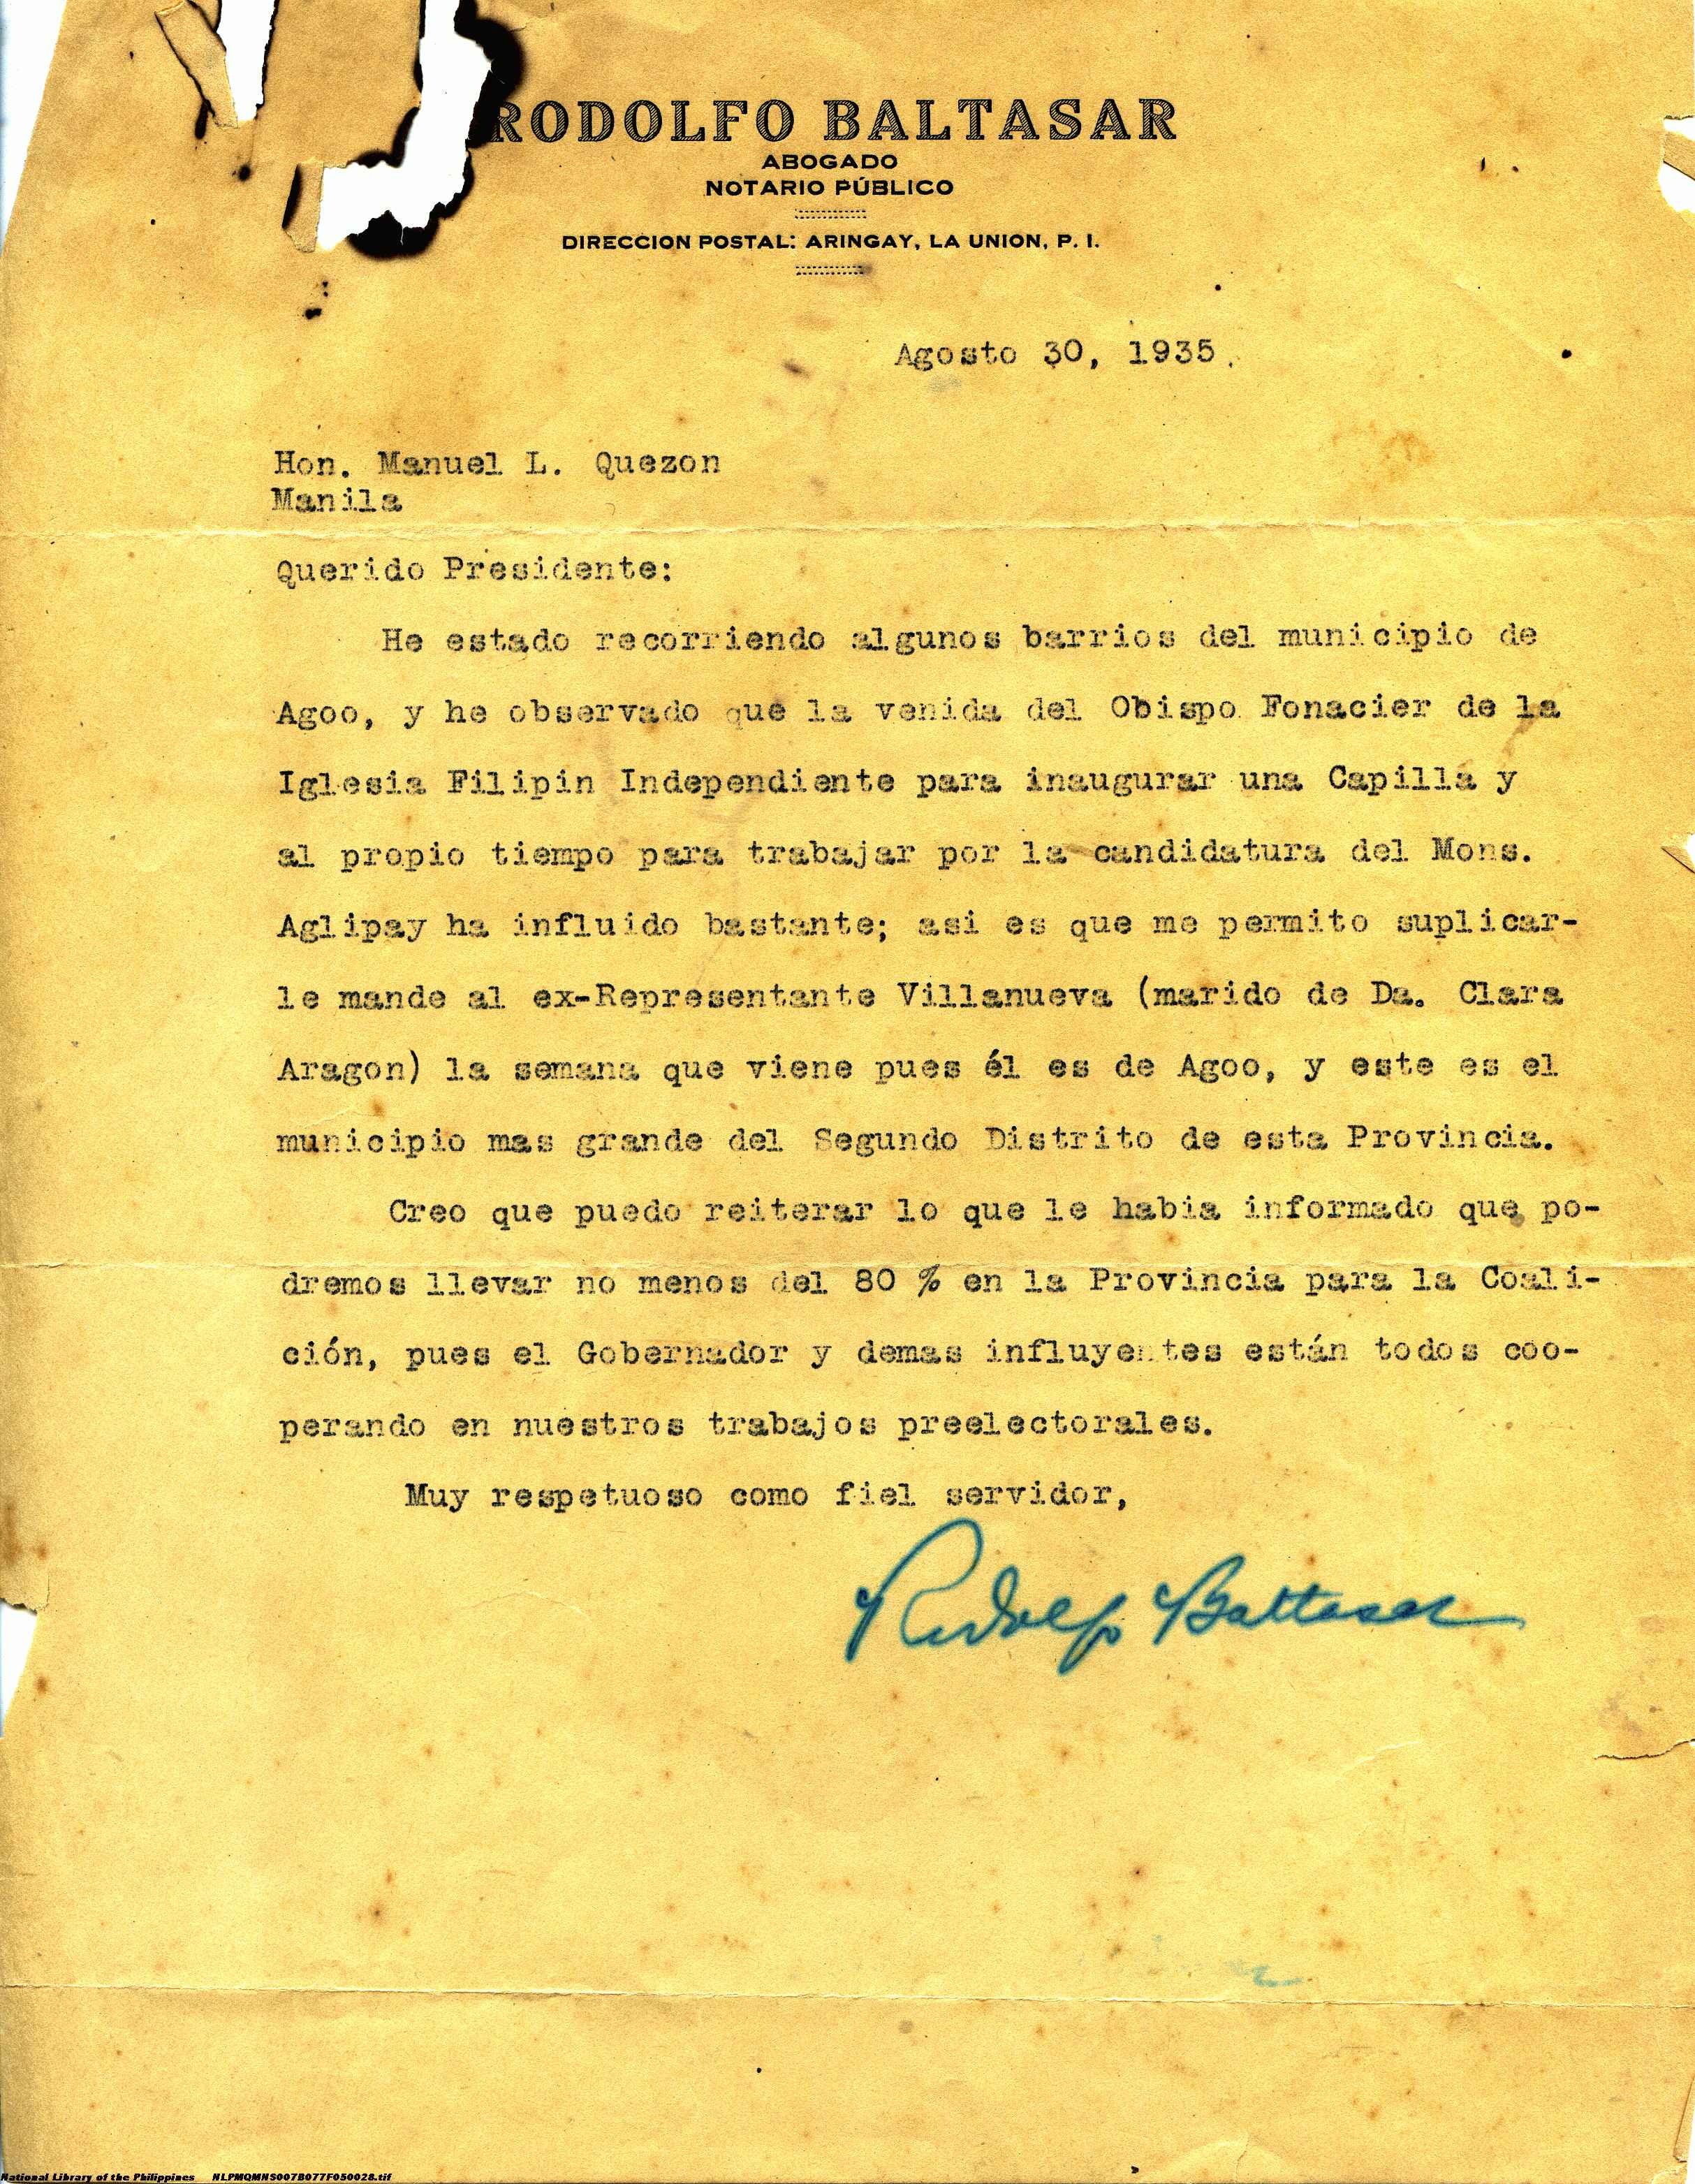 RODOLFO BALTASAR
ABOGADO
NOTARIO PÚBLICO
DIRECCION POSTAL: ARINGAY, LA UNION, P. I.
Agosto 30, 1935.
Hon. Manuel L. Quezon
Manila
Querido Presidente:
He estado recorriendo algunos barrios del municipio de
Agoo, y he observado que la venida del Obispo Fonacier de la
Iglesia Filipin Independiente para inaugurar una Capilla y
al propio tiempo para trabajar por la candidatura del Mons.
Aglipay ha influido bastante; asi es que me permito suplicar-
le mande al ex-Representante Villanueva (marido de Da. Clara
Aragon) la semana que viene pues él es de Agoo, y este es el
municipio mas grande del Segundo Distrito de esta Provincia.
Creo que puedo reiterar lo que le habia informado que po-
dremos llevar no menos del 80 % en la Provincia para la Coali-
ción, pues el Gobernador y demas influyentes están todos coo-
perando en nuestros trabajos preelectorales.
Muy respetuoso como fiel servidor,
Rodolfo Baltasar
National Library of the Philippines NLPMQMNS007B077F050028.tif